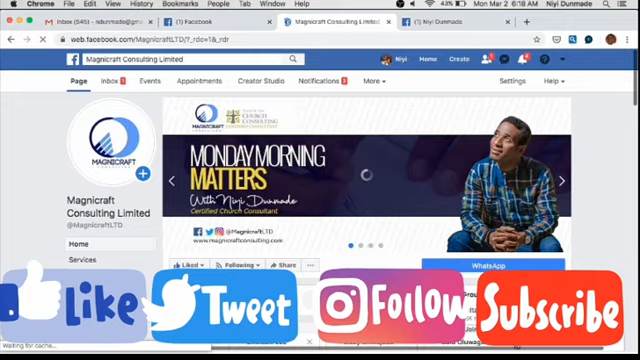 Chrome File Edit View History Bookmarks People Tab Window Help
43% Mon Mar 2 6:18 AM Niyi Dunmade
Inbox (545) - ndunmade@gm
(1) Facebook
Magnicraft Consulting Limited
(1) Niyi Dunmade
web.facebook.com/MagnicraftLTD/?_rdc=1&_rdr
Magnicraft Consulting Limited
Niyi Home Create
Page Inbox Events Appointments Creator Studio Notifications More Settings Help
MAGNICRAFT
CHURCH
CONSULTING
MONDAY MORNING
MATTERS
With Niyi Dunmade
Certified Church Consultant
@MagnicraftLTD
www.magnicraftconsulting.com
Magnicraft
Consulting Limited
@MagnicraftLTD
Home
Services
Liked Following Share
WhatsApp
Like
Tweet
Follow
Subscribe
Waiting for cache...